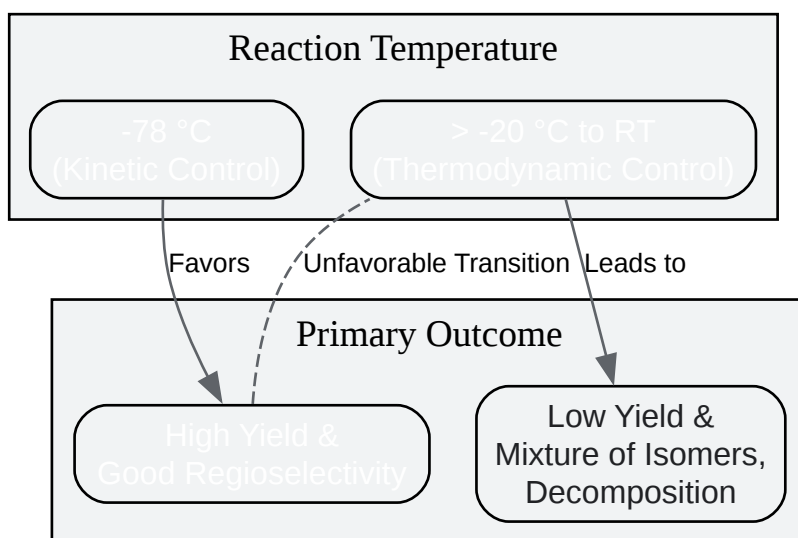 Reaction Temperature
-78 °C
(Kinetic Control)
> -20 °C to RT
(Thermodynamic Control)
Favors
Unfavorable Transition
Leads to
Primary Outcome
High Yield &
Good Regioselectivity
Low Yield &
Mixture of Isomers,
Decomposition